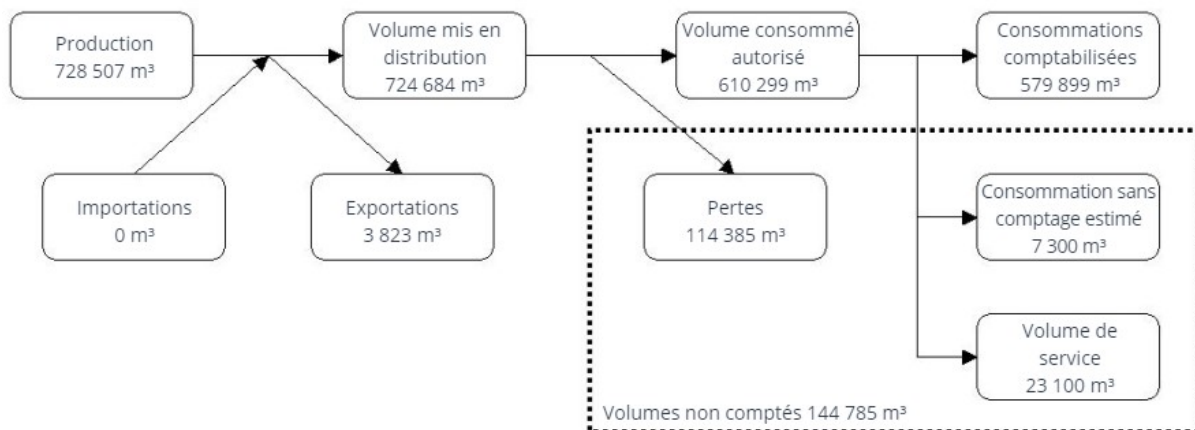 Production
728 507 m³
Volume mis en
distribution
724 684 m³
Volume consommé
autorisé
610 299 m³
Consommations
comptabilisées
579 899 m³
Importations
0 m³
Exportations
3 823 m³
Pertes
114 385 m³
Consommation sans
comptage estimé
7 300 m³
Volume de
service
23 100 m³
Volumes non comptés 144 785 m³